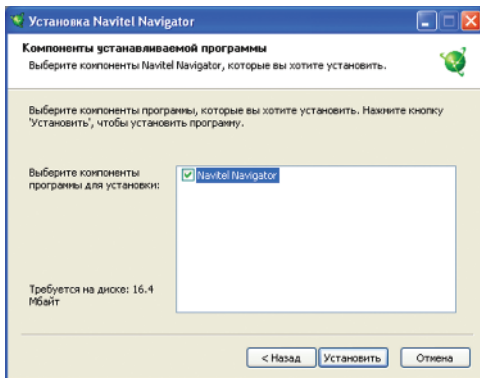 Установка Navitel Navigator
Компоненты устанавливаемой программы
Выберите компоненты Navitel Navigator, которые вы хотите установить.
Выберите компоненты программы, которые вы хотите установить. Нажмите кнопку
'Установить', чтобы установить программу.
Выберите компоненты
программы для установки:
Navitel Navigator
Требуется на диске: 16.4
Мбайт
< Назад
Установить
Отмена